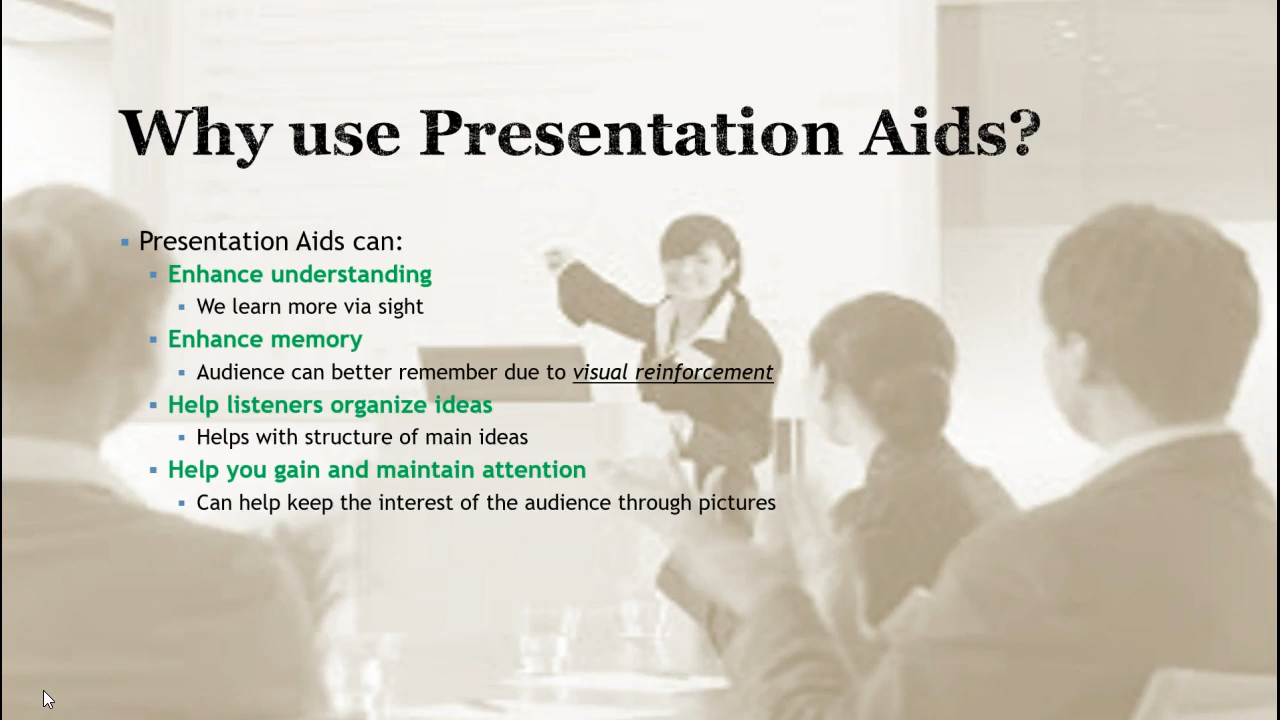 Why use Presentation Aids?
Presentation Aids can:
Enhance understanding
We learn more via sight
Enhance memory
Audience can better remember due to visual reinforcement
Help listeners organize ideas
Helps with structure of main ideas
Help you gain and maintain attention
Can help keep the interest of the audience through pictures